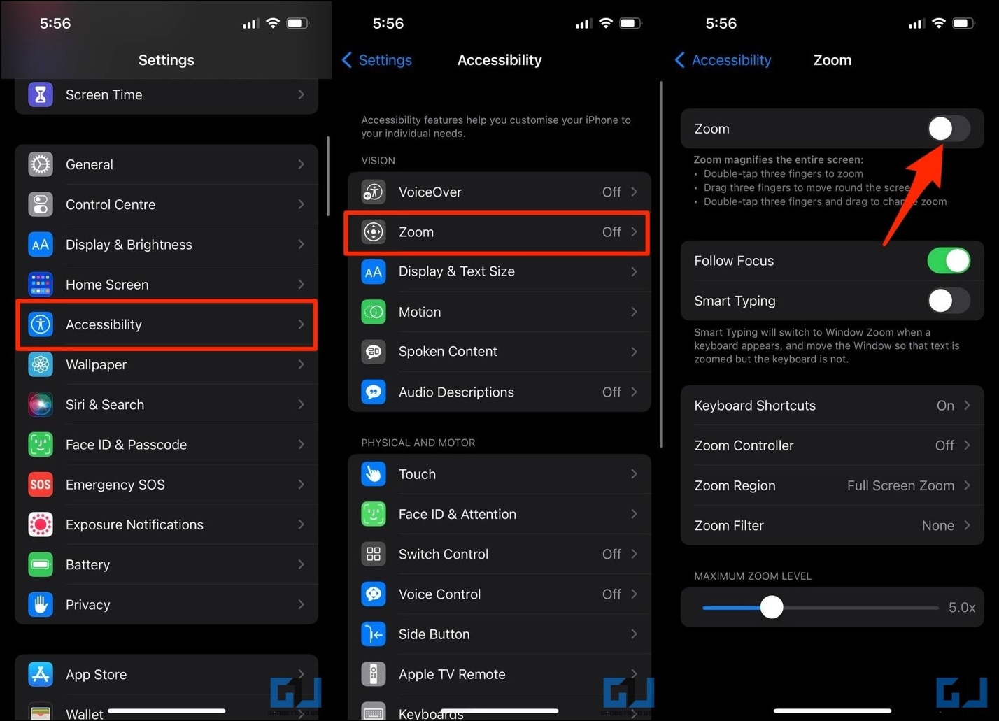 5:56
Settings
Screen Time
General
Control Centre
AA Display & Brightness
Home Screen
Accessibility
Wallpaper
Siri & Search
Face ID & Passcode
SOS Emergency SOS
Exposure Notifications
Battery
Privacy
App Store
Wallet
5:56
Settings Accessibility
Accessibility features help you customise your iPhone to
your individual needs.
VISION
VoiceOver Off
Zoom Off
AA Display & Text Size
Motion
Spoken Content
Audio Descriptions Off
PHYSICAL AND MOTOR
Touch
Face ID & Attention
Switch Control Off
Voice Control Off
Side Button
Apple TV Remote
Keyboards
5:56
Accessibility Zoom
Zoom
Zoom magnifies the entire screen:
• Double-tap three fingers to zoom
• Drag three fingers to move round the scree
• Double-tap three fingers and drag to change zoom
Follow Focus
Smart Typing
Smart Typing will switch to Window Zoom when a
keyboard appears, and move the Window so that text is
zoomed but the keyboard is not.
Keyboard Shortcuts On
Zoom Controller Off
Zoom Region Full Screen Zoom
Zoom Filter None
MAXIMUM ZOOM LEVEL
5.0x